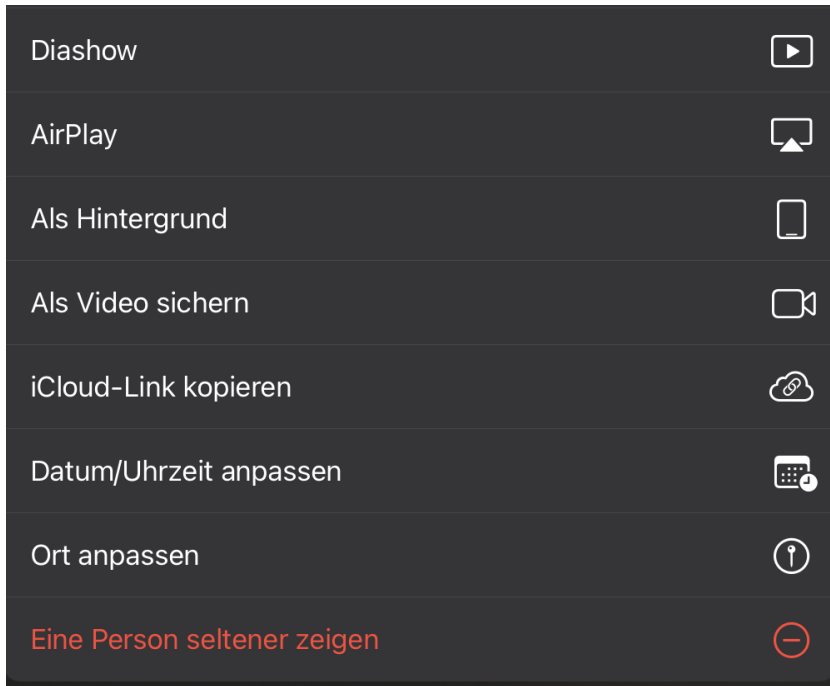 Diashow
AirPlay
Als Hintergrund
Als Video sichern
iCloud-Link kopieren
Datum/Uhrzeit anpassen
Ort anpassen
Eine Person seltener zeigen